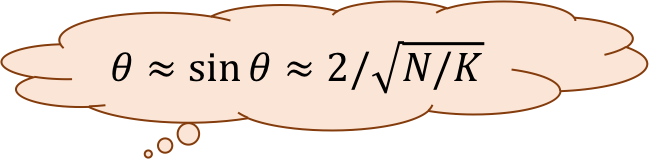 θ ≈ sin θ ≈ 2/√(N/K)